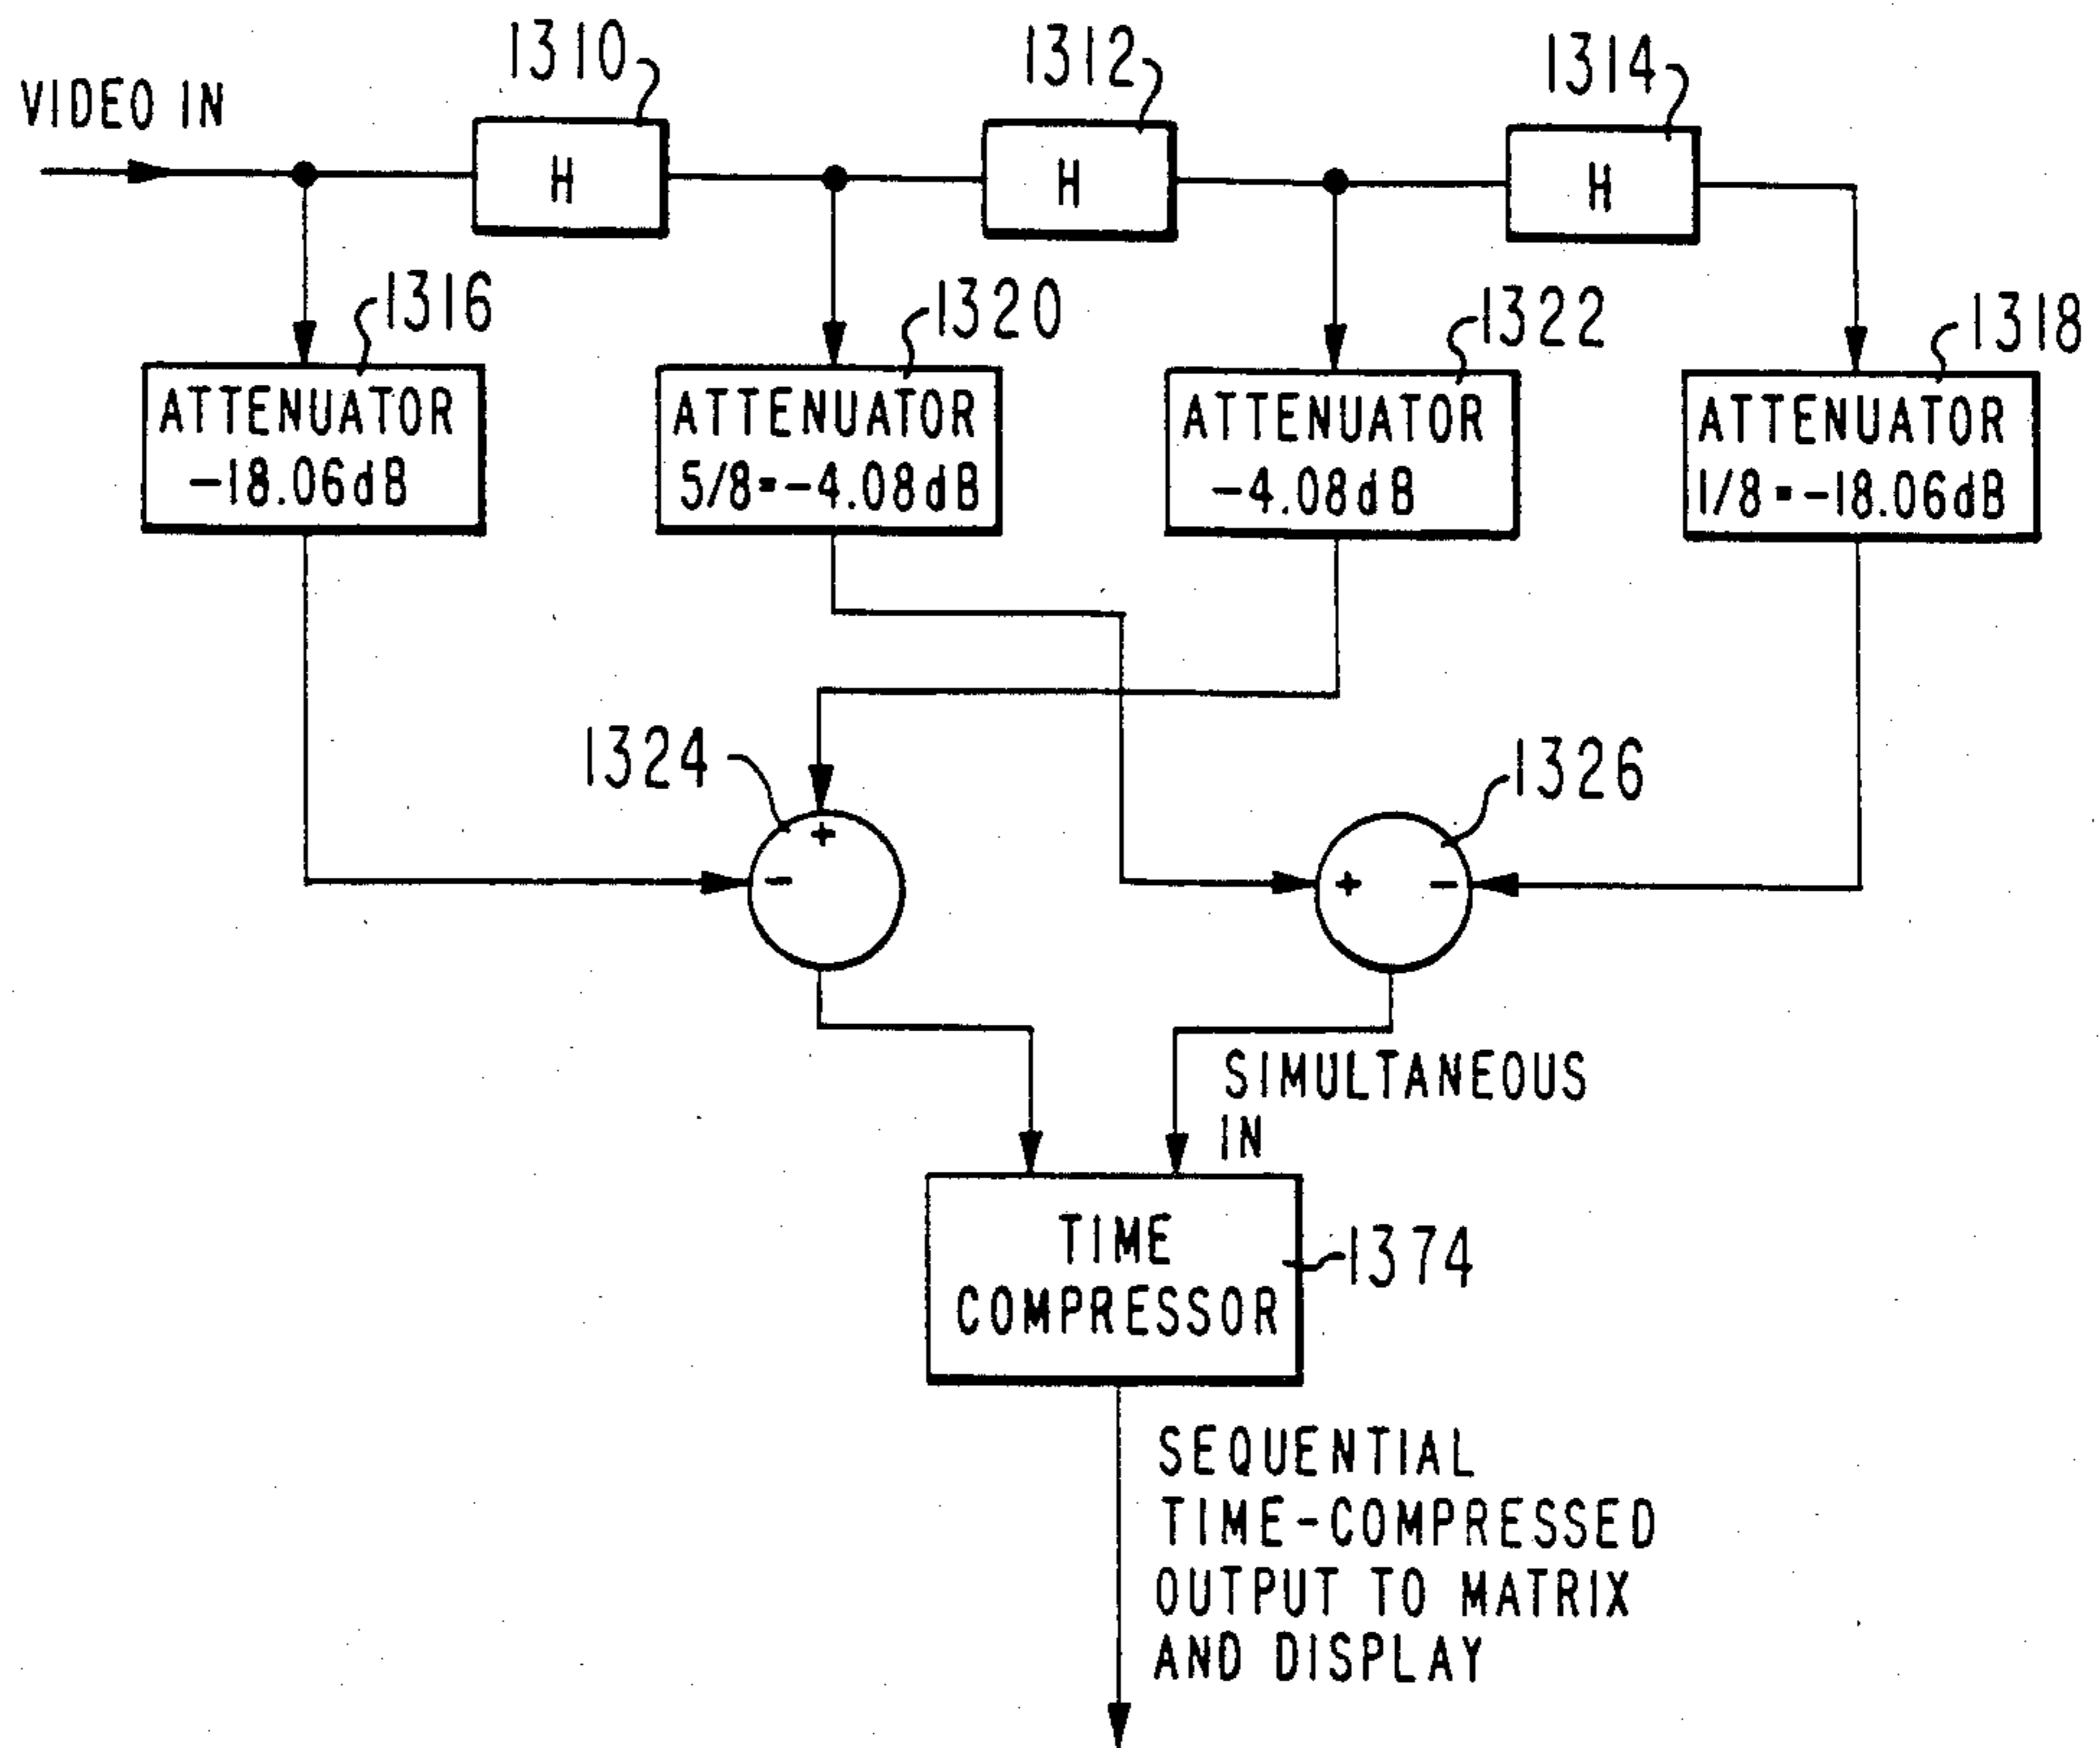 1310
1312
1314
VIDEO IN
H
H
H
1316
1320
1322
1318
ATTENUATOR
-18.06dB
ATTENUATOR
5/8=-4.08dB
ATTENUATOR
-4.08dB
ATTENUATOR
1/8=-18.06dB
1324
1326
+
-
+
-
SIMULTANEOUS
IN
TIME
COMPRESSOR
1374
SEQUENTIAL
TIME-COMPRESSED
OUTPUT TO MATRIX
AND DISPLAY